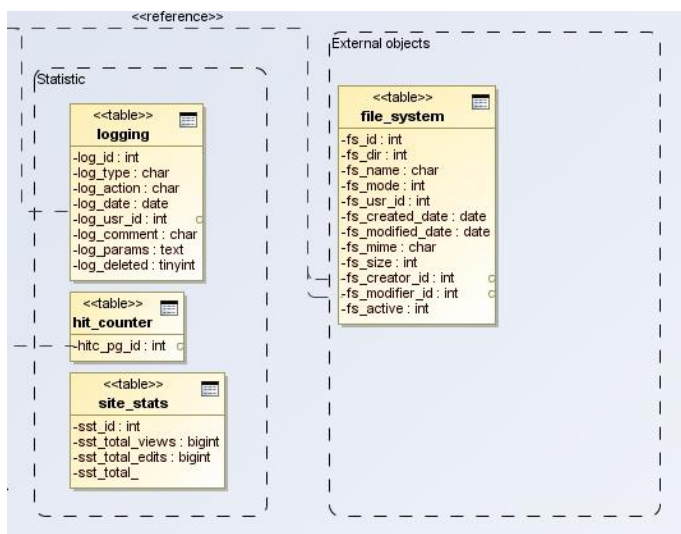 <<reference>>
Statistic
<<table>>
logging
-log_id : int
-log_type : char
-log_action : char
-log_date : date
-log_usr_id : int
-log_comment : char
-log_params : text
-log_deleted : tinyint
<<table>>
hit_counter
-hitc_pg_id : int
<<table>>
site_stats
-sst_id : int
-sst_total_views : bigint
-sst_total_edits : bigint
-sst_total_
External objects
<<table>>
file_system
-fs_id : int
-fs_dir : int
-fs_name : char
-fs_mode : int
-fs_usr_id : int
-fs_created_date : date
-fs_modified_date : date
-fs_mime : char
-fs_size : int
-fs_creator_id : int
-fs_modifier_id : int
-fs_active : int